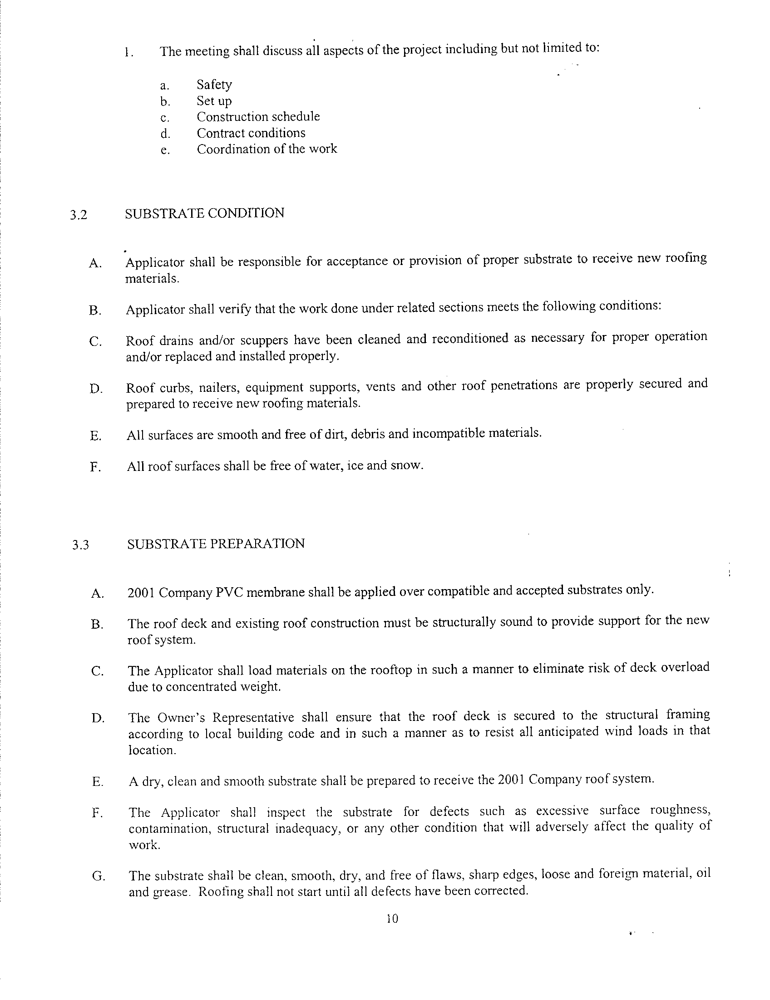 1. The meeting shall discuss all aspects of the project including but not limited to:
a. Safety
b. Set up
c. Construction schedule
d. Contract conditions
e. Coordination of the work
3.2 SUBSTRATE CONDITION
A. Applicator shall be responsible for acceptance or provision of proper substrate to receive new roofing
materials.
B. Applicator shall verify that the work done under related sections meets the following conditions:
C. Roof drains and/or scuppers have been cleaned and reconditioned as necessary for proper operation
and/or replaced and installed properly.
D. Roof curbs, nailers, equipment supports, vents and other roof penetrations are properly secured and
prepared to receive new roofing materials.
E. All surfaces are smooth and free of dirt, debris and incompatible materials.
F. All roof surfaces shall be free of water, ice and snow.
3.3 SUBSTRATE PREPARATION
A. 2001 Company PVC membrane shall be applied over compatible and accepted substrates only.
B. The roof deck and existing roof construction must be structurally sound to provide support for the new
roof system.
C. The Applicator shall load materials on the rooftop in such a manner to eliminate risk of deck overload
due to concentrated weight.
D. The Owner's Representative shall ensure that the roof deck is secured to the structural framing
according to local building code and in such a manner as to resist all anticipated wind loads in that
location.
E. A dry, clean and smooth substrate shall be prepared to receive the 2001 Company roof system.
F. The Applicator shall inspect the substrate for defects such as excessive surface roughness,
contamination, structural inadequacy, or any other condition that will adversely affect the quality of
work.
G. The substrate shall be clean, smooth, dry, and free of flaws, sharp edges, loose and foreign material, oil
and grease. Roofing shall not start until all defects have been corrected.
10